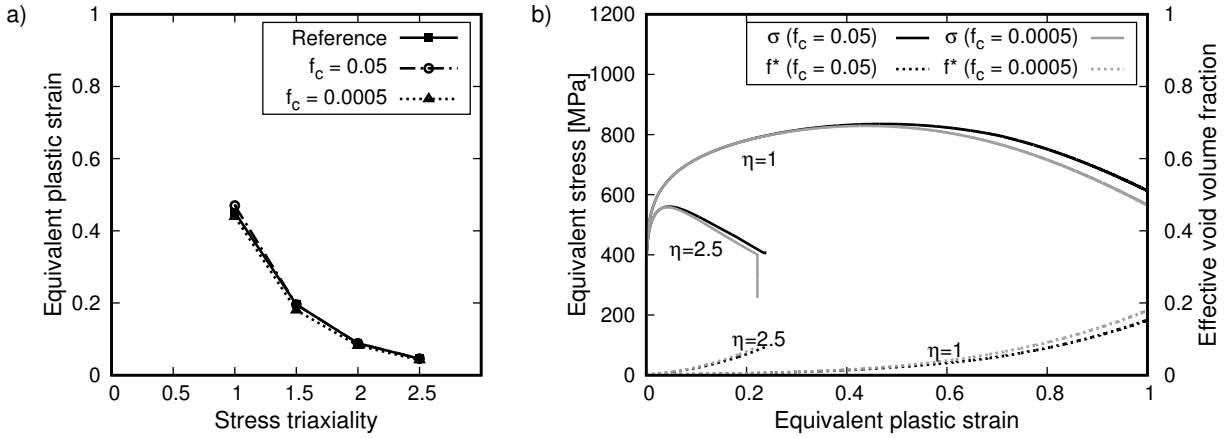 a)
Equivalent plastic strain
1
0.8
0.6
0.4
0.2
0
Reference
f_c = 0.05
f_c = 0.0005
0 0.5 1 1.5 2 2.5
Stress triaxiality
b)
Equivalent stress [MPa]
1200
1000
800
600
400
200
0
σ (f_c = 0.05)
σ (f_c = 0.0005)
f* (f_c = 0.05)
f* (f_c = 0.0005)
η=1
η=2.5
η=2.5
η=1
0 0.2 0.4 0.6 0.8 1
Equivalent plastic strain
1
0.8
0.6
0.4
0.2
0
Effective void volume fraction